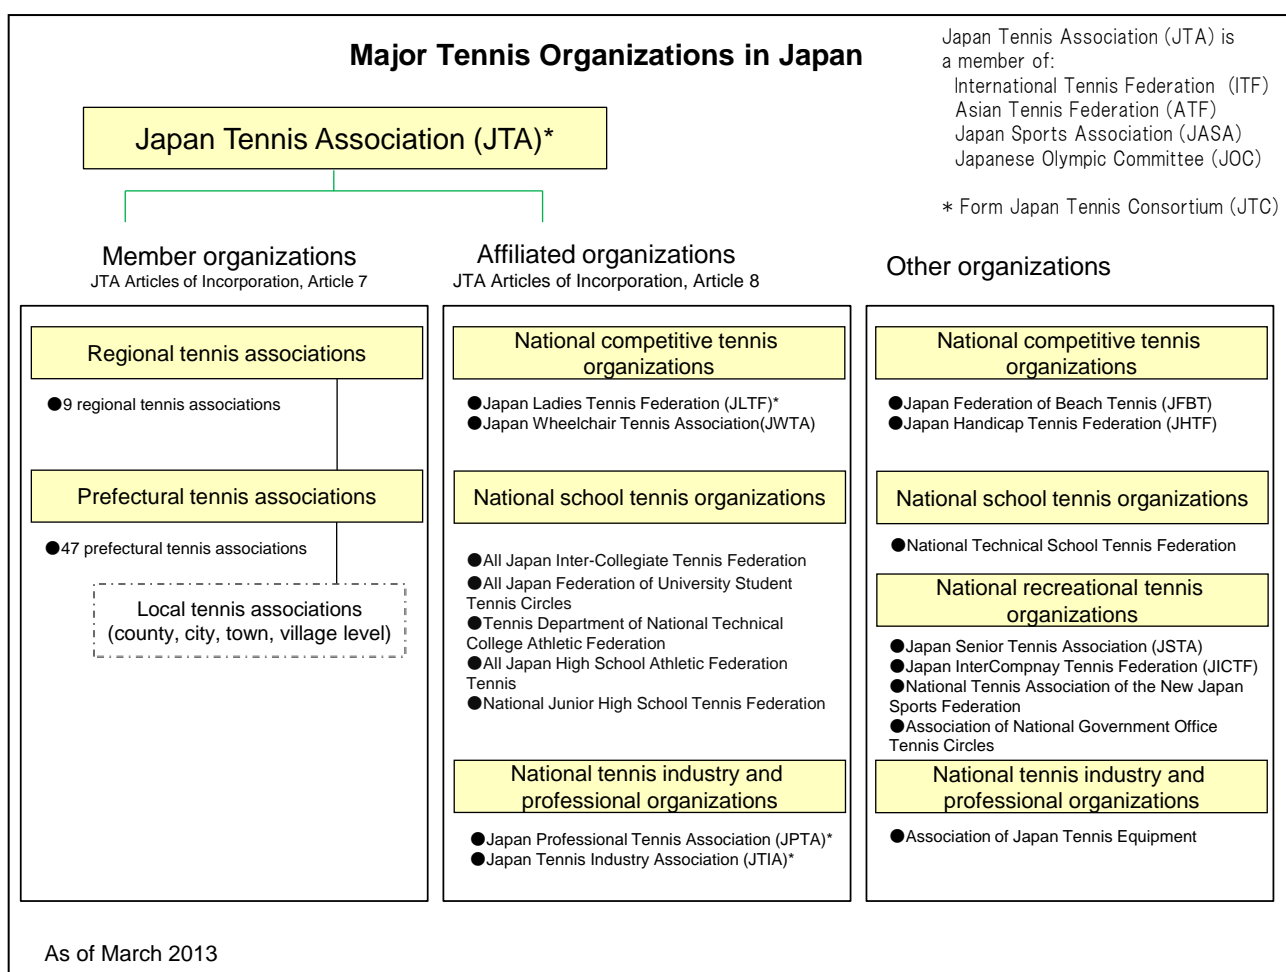 Major Tennis Organizations in Japan
Japan Tennis Association (JTA) is
a member of:
International Tennis Federation (ITF)
Asian Tennis Federation (ATF)
Japan Sports Association (JASA)
Japanese Olympic Committee (JOC)
* Form Japan Tennis Consortium (JTC)
Japan Tennis Association (JTA)*
Member organizations
JTA Articles of Incorporation, Article 7
Regional tennis associations
●9 regional tennis associations
Prefectural tennis associations
●47 prefectural tennis associations
Local tennis associations
(county, city, town, village level)
Affiliated organizations
JTA Articles of Incorporation, Article 8
National competitive tennis
organizations
●Japan Ladies Tennis Federation (JLTF)*
●Japan Wheelchair Tennis Association(JWTA)
National school tennis organizations
●All Japan Inter-Collegiate Tennis Federation
●All Japan Federation of University Student
Tennis Circles
●Tennis Department of National Technical
College Athletic Federation
●All Japan High School Athletic Federation
Tennis
●National Junior High School Tennis Federation
National tennis industry and
professional organizations
●Japan Professional Tennis Association (JPTA)*
●Japan Tennis Industry Association (JTIA)*
Other organizations
National competitive tennis
organizations
●Japan Federation of Beach Tennis (JFBT)
●Japan Handicap Tennis Federation (JHTF)
National school tennis organizations
●National Technical School Tennis Federation
National recreational tennis
organizations
●Japan Senior Tennis Association (JSTA)
●Japan InterCompnay Tennis Federation (JICTF)
●National Tennis Association of the New Japan
Sports Federation
●Association of National Government Office
Tennis Circles
National tennis industry and
professional organizations
●Association of Japan Tennis Equipment
As of March 2013